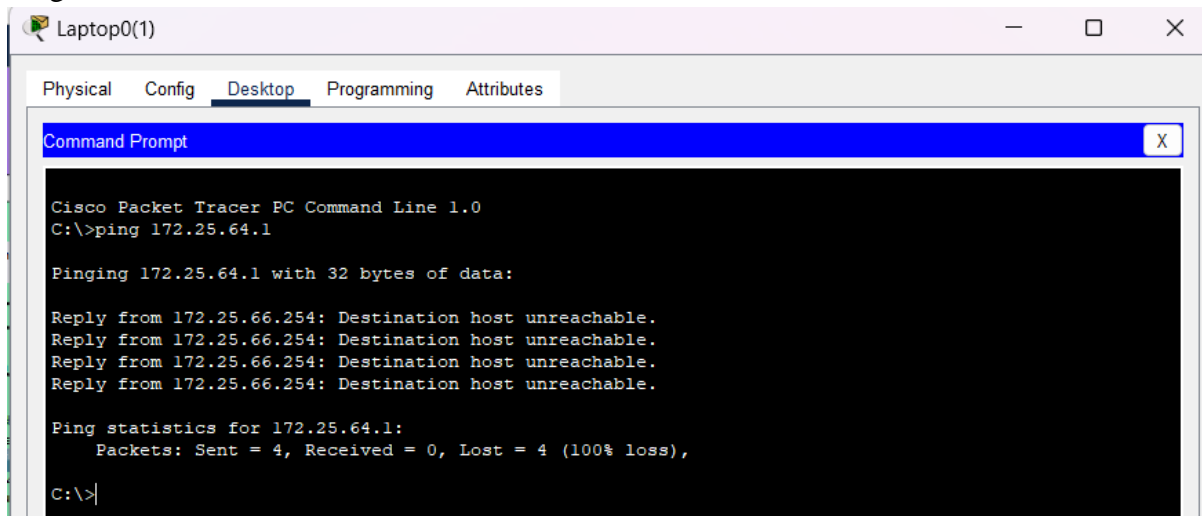 Laptop0(1)
Physical Config Desktop Programming Attributes
Command Prompt
X
Cisco Packet Tracer PC Command Line 1.0
C:\>ping 172.25.64.1
Pinging 172.25.64.1 with 32 bytes of data:
Reply from 172.25.66.254: Destination host unreachable.
Reply from 172.25.66.254: Destination host unreachable.
Reply from 172.25.66.254: Destination host unreachable.
Reply from 172.25.66.254: Destination host unreachable.
Ping statistics for 172.25.64.1:
Packets: Sent = 4, Received = 0, Lost = 4 (100% loss),
C:\>